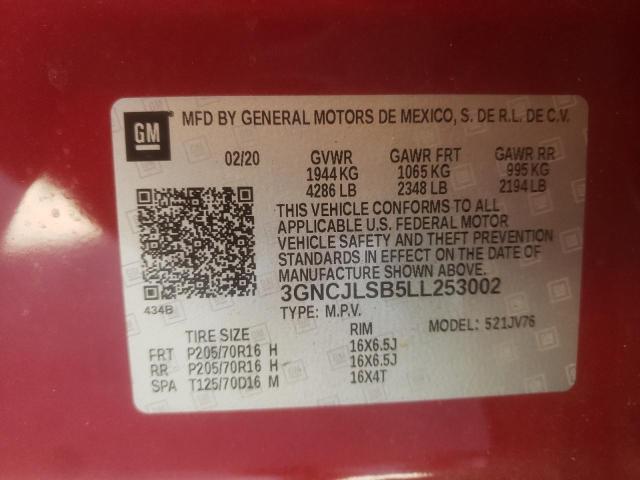 GM MFD BY GENERAL MOTORS DE MEXICO, S. DE R.L. DE C.V.
02/20 GVWR GAWR FRT GAWR RR
1944 KG 1065 KG 995 KG
4286 LB 2348 LB 2194 LB
THIS VEHICLE CONFORMS TO ALL
APPLICABLE U.S. FEDERAL MOTOR
VEHICLE SAFETY AND THEFT PREVENTION
STANDARDS IN EFFECT ON THE DATE OF
MANUFACTURE SHOWN ABOVE.
3GNCJLSB5LL253002
434B TYPE: M.P.V. MODEL: 521JV76
TIRE SIZE RIM
FRT P205/70R16 H 16X6.5J
RR P205/70R16 H 16X6.5J
SPA T125/70D16 M 16X4T